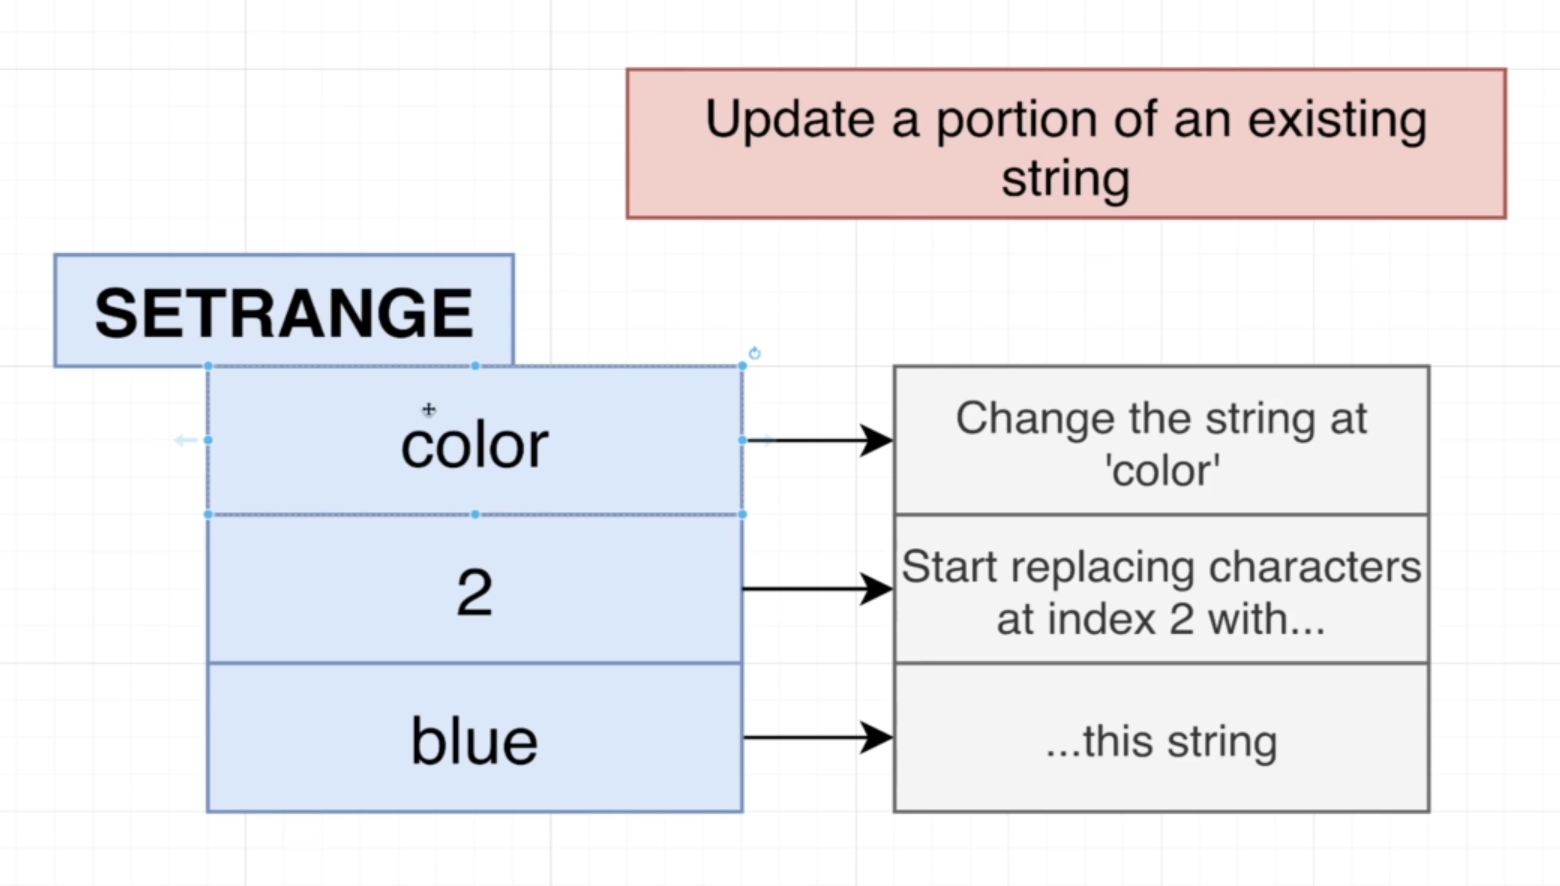 Update a portion of an existing
string
SETRANGE
color
Change the string at
'color'
2
Start replacing characters
at index 2 with...
blue
...this string